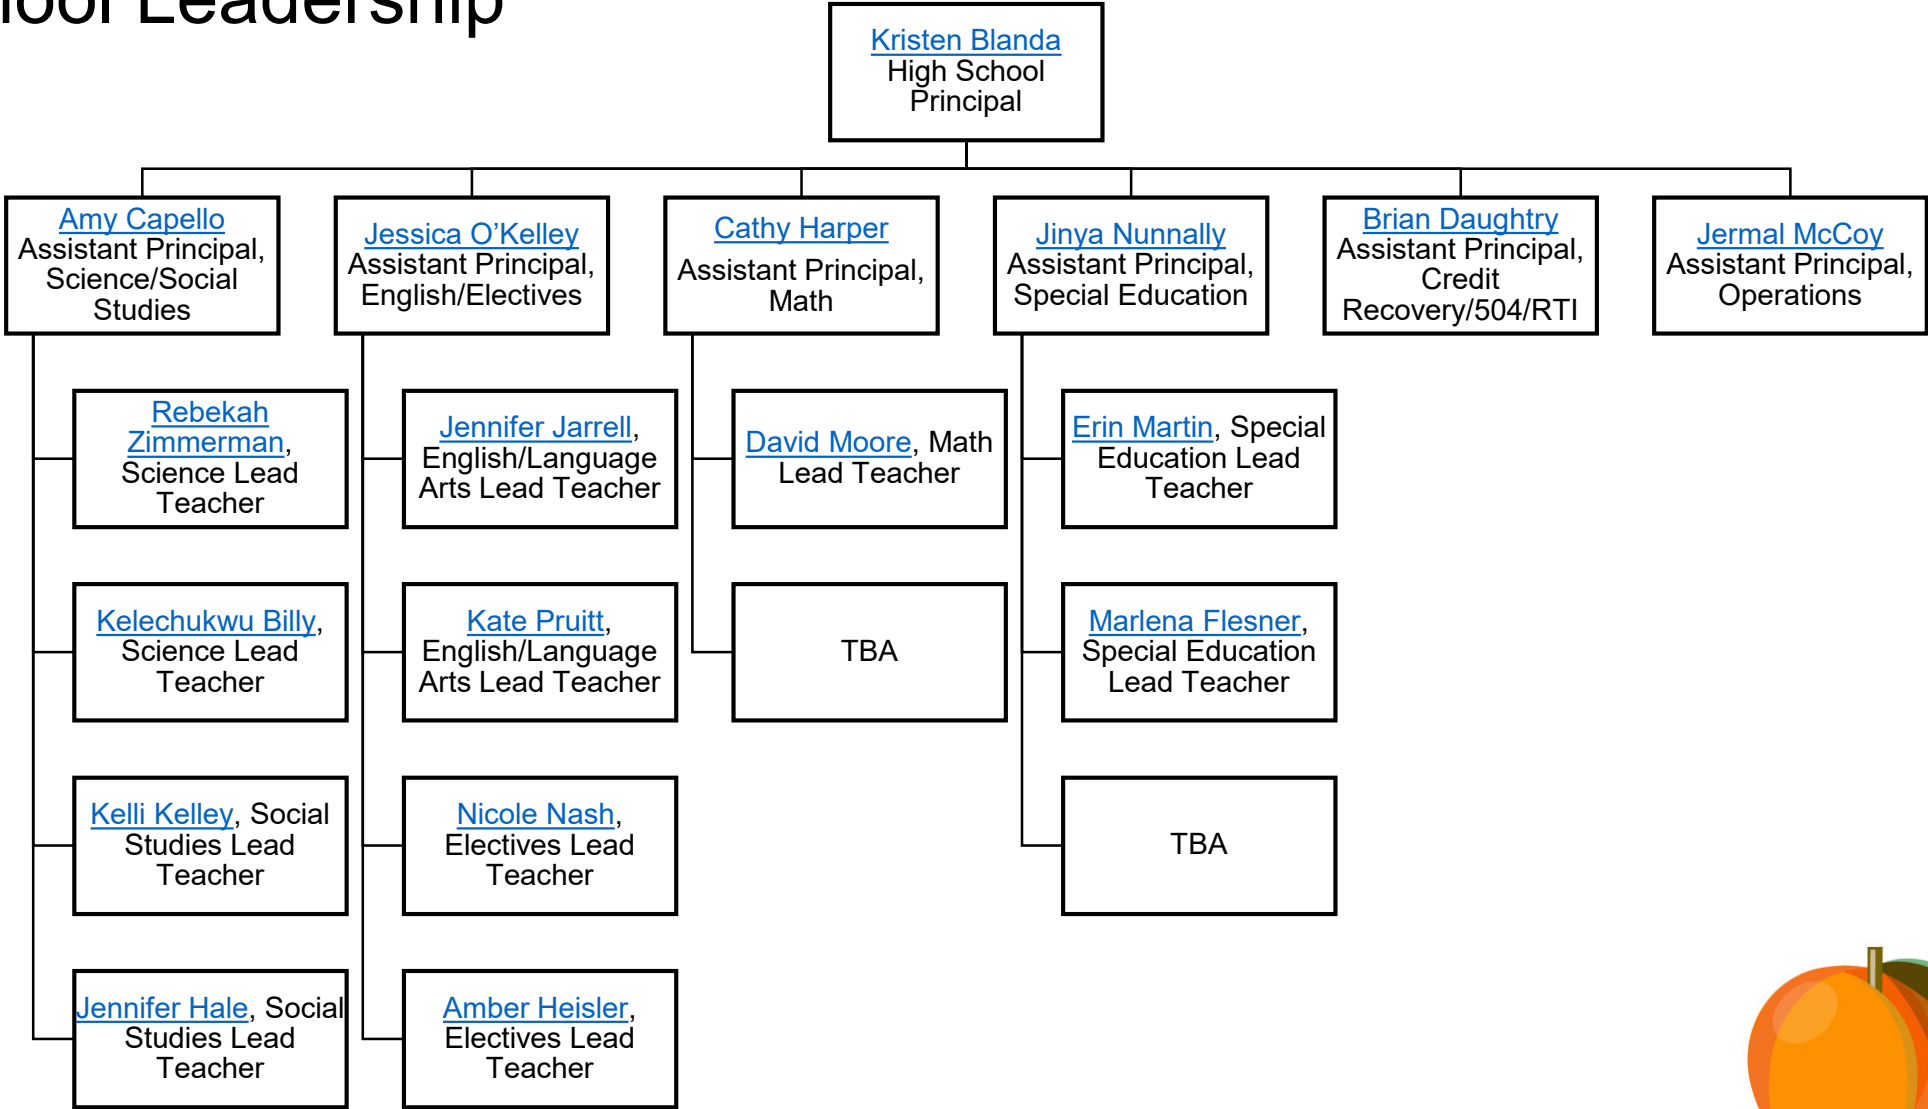 Leadership
Kristen Blanda
High School
Principal
Amy Capello
Assistant Principal,
Science/Social
Studies
Jessica O’Kelley
Assistant Principal,
English/Electives
Cathy Harper
Assistant Principal,
Math
Jinya Nunnally
Assistant Principal,
Special Education
Brian Daughtry
Assistant Principal,
Credit
Recovery/504/RTI
Jermal McCoy
Assistant Principal,
Operations
Rebekah
Zimmerman,
Science Lead
Teacher
Jennifer Jarrell,
English/Language
Arts Lead Teacher
David Moore, Math
Lead Teacher
Erin Martin, Special
Education Lead
Teacher
Kelechukwu Billy,
Science Lead
Teacher
Kate Pruitt,
English/Language
Arts Lead Teacher
TBA
Marlena Flesner,
Special Education
Lead Teacher
Kelli Kelley, Social
Studies Lead
Teacher
Nicole Nash,
Electives Lead
Teacher
TBA
Jennifer Hale, Social
Studies Lead
Teacher
Amber Heisler,
Electives Lead
Teacher